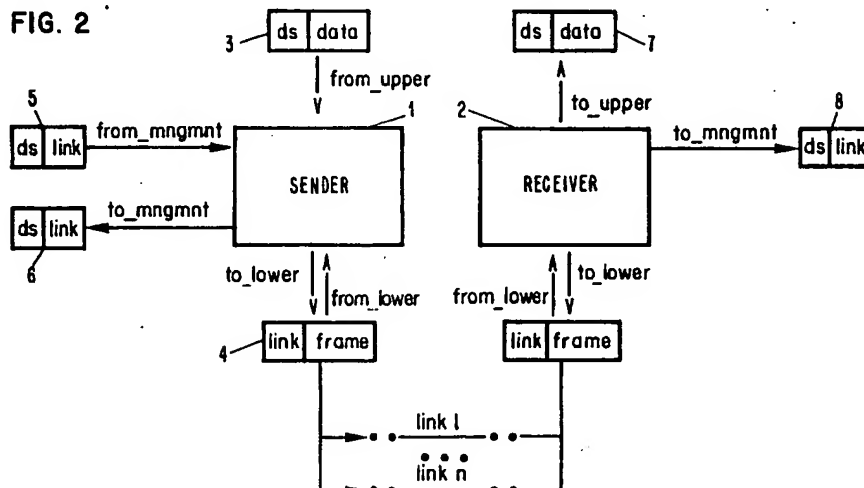 FIG. 2
3
ds data
from_upper
ds data
7
to_upper
5
ds link
from_mngmnt
1
SENDER
2
RECEIVER
to_mngmnt
8
ds link
to_mngmnt
ds link
6
to_lower
from_lower
from_lower
to_lower
4
link frame
link frame
link 1
link n